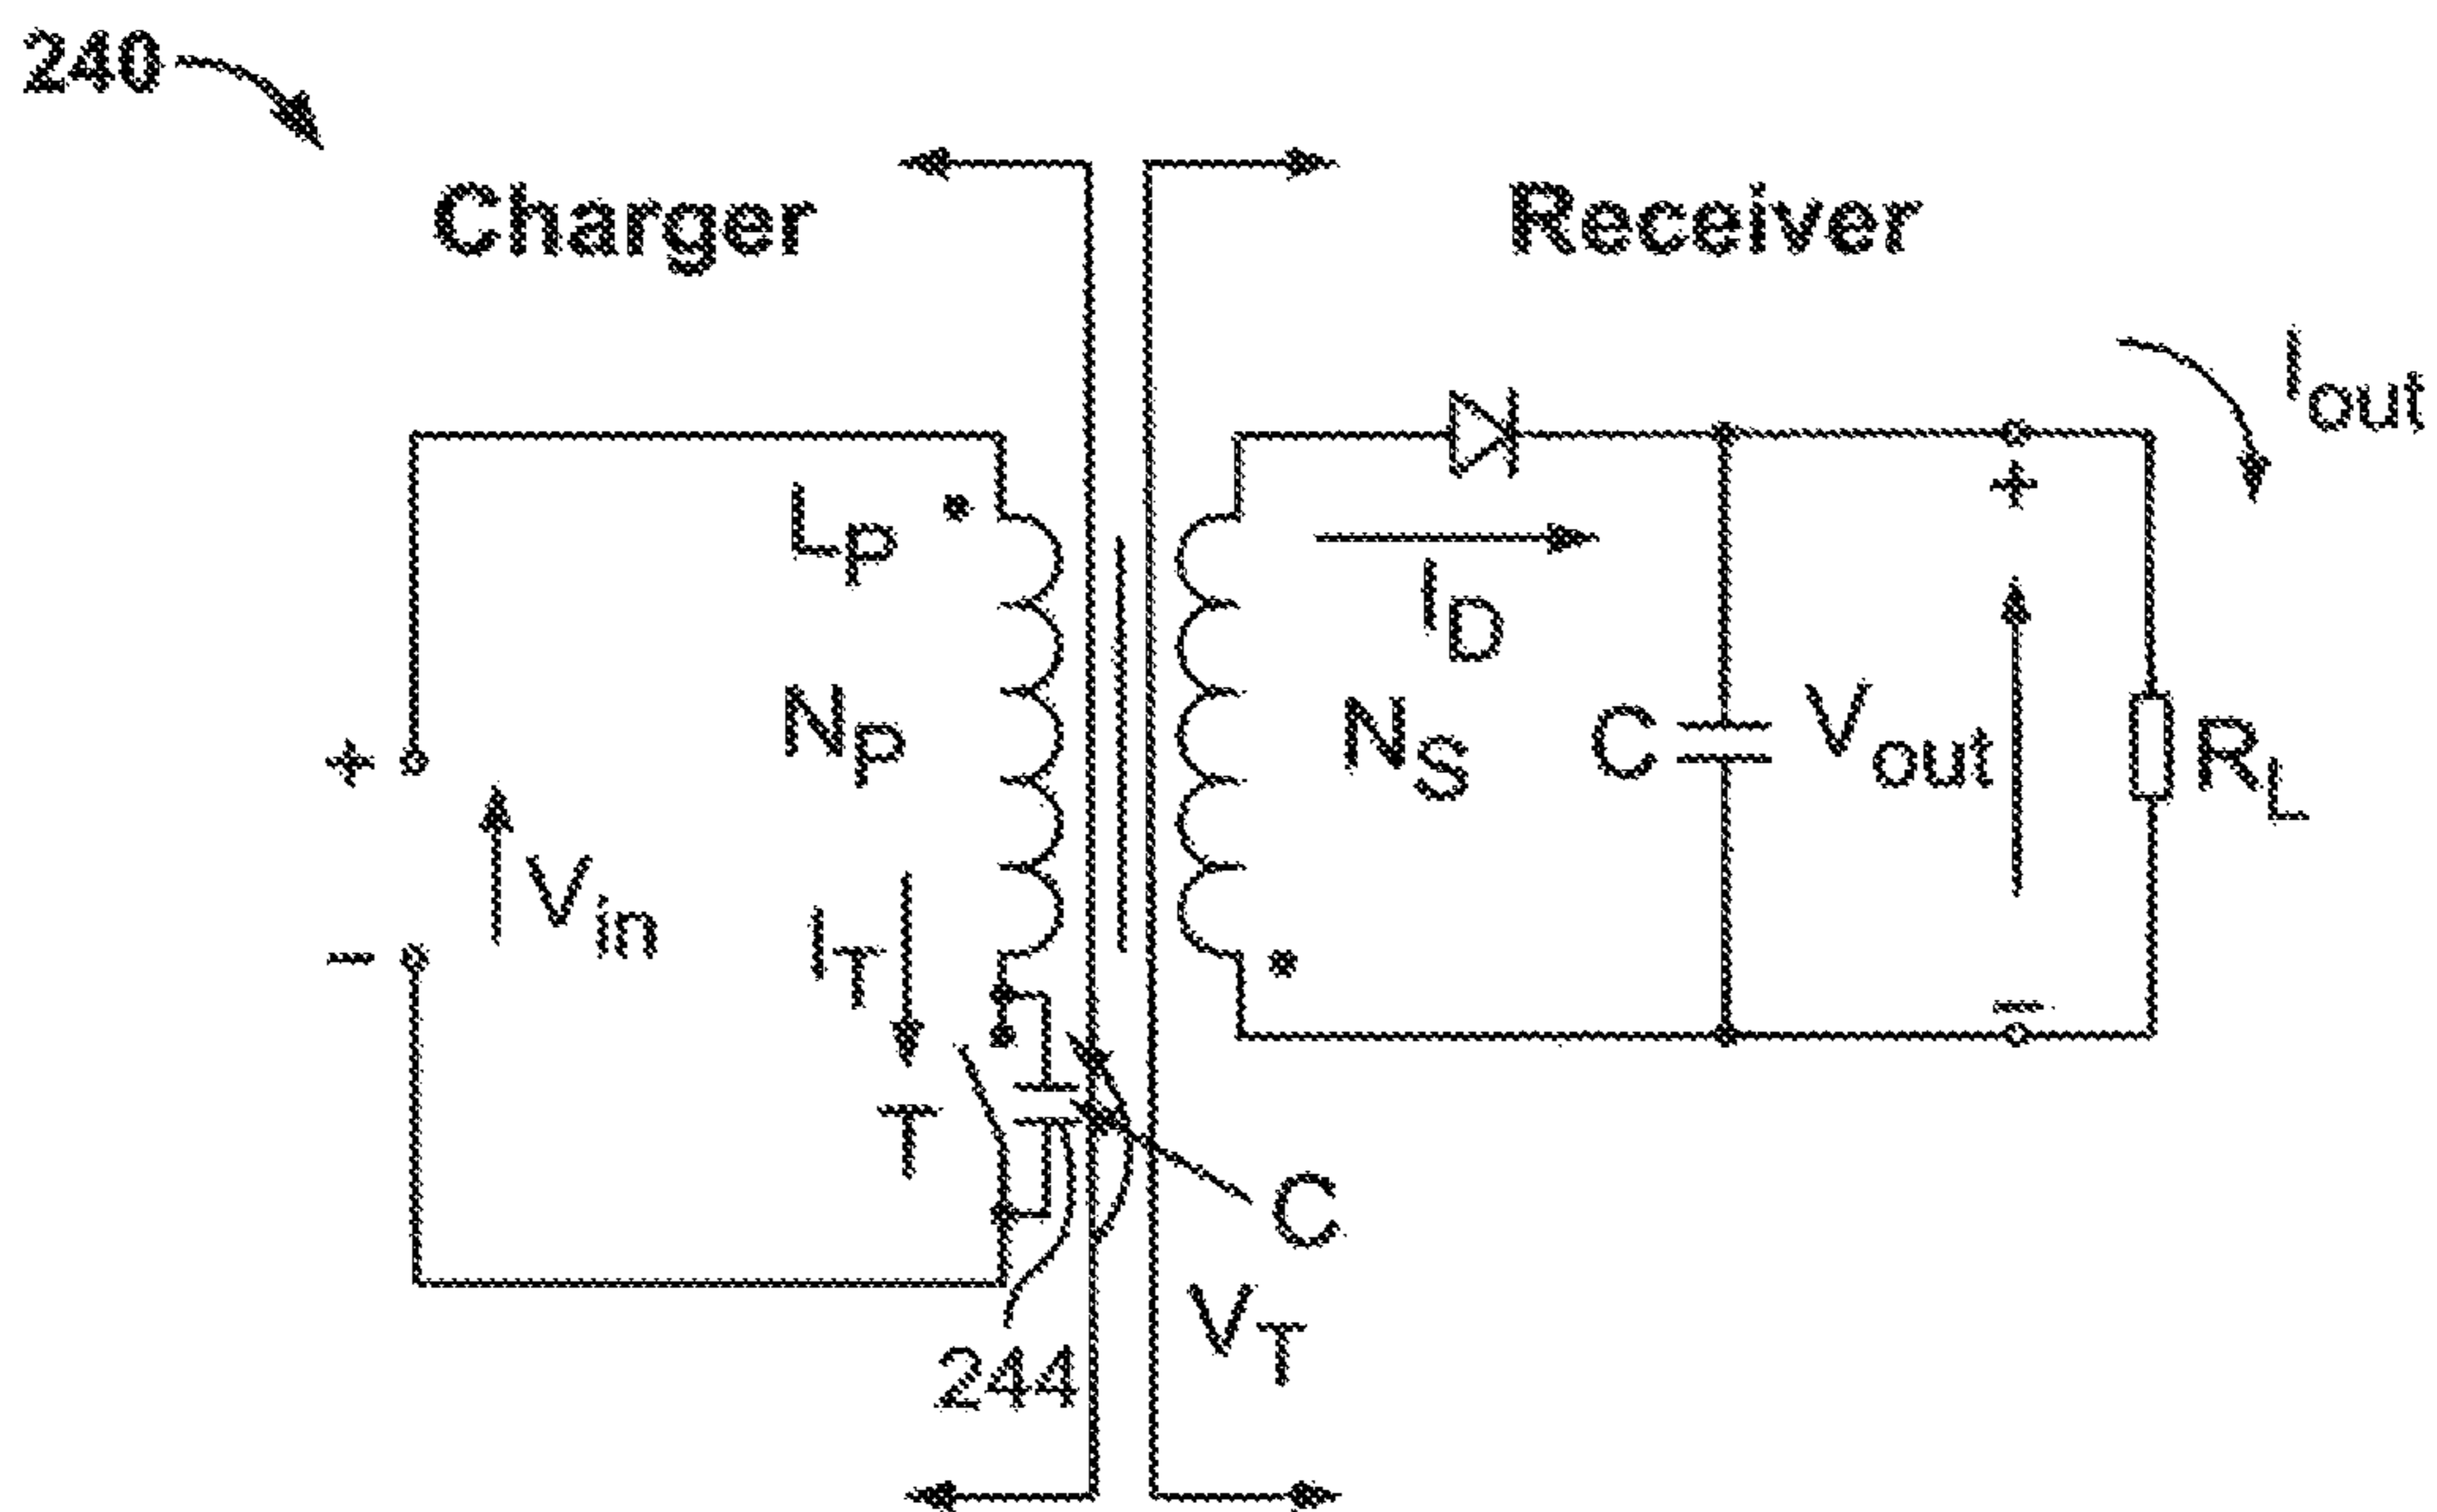 240
Charger
Receiver
Iout
LP
ID
NP
NS
C
Vout
RL
+
+
-
-
Vin
IT
T
C
VT
244